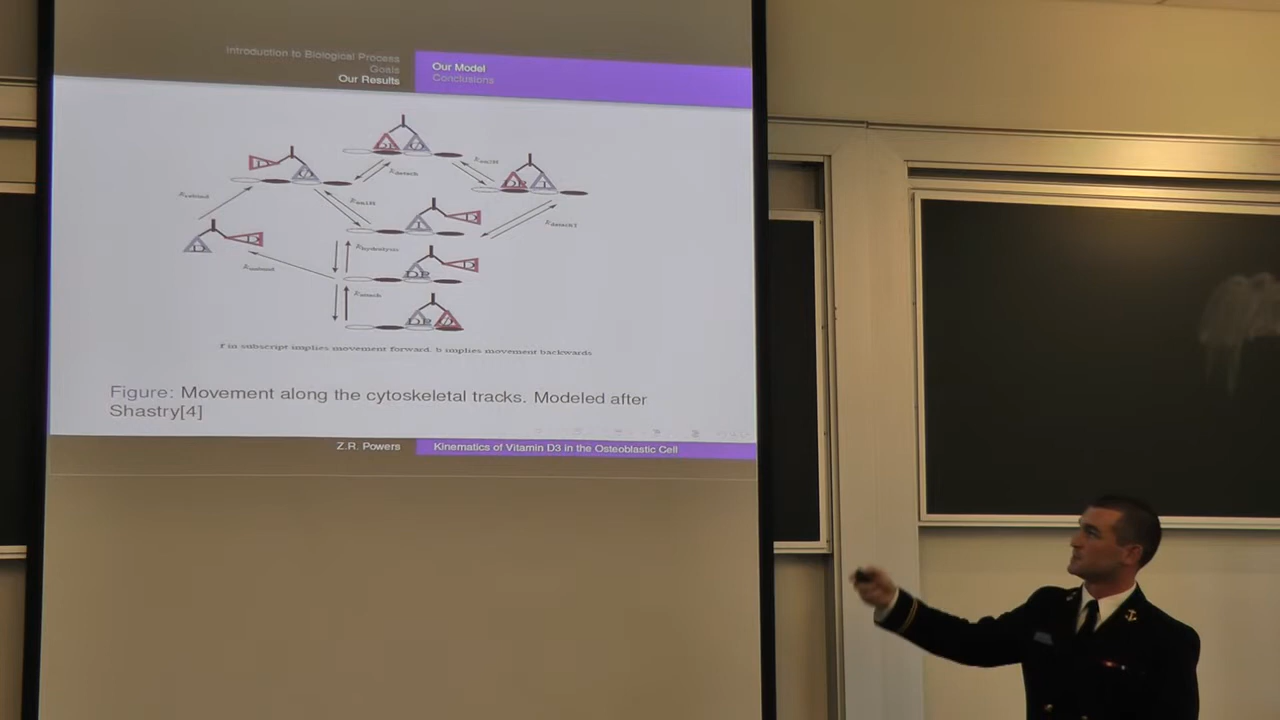 Introduction to Biological Process
Goals
Our Results
Our Model
Conclusions
f in subscript implies movement forward. b implies movement backwards
Figure: Movement along the cytoskeletal tracks. Modeled after
Shastry[4]
Z.R. Powers
Kinematics of Vitamin D3 in the Osteoblastic Cell